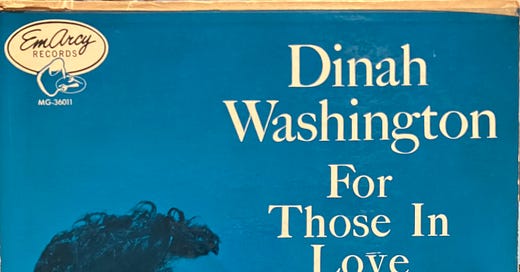 EmArcy
RECORDS
MG-36011
Dinah
Washington
For
Those In
Love